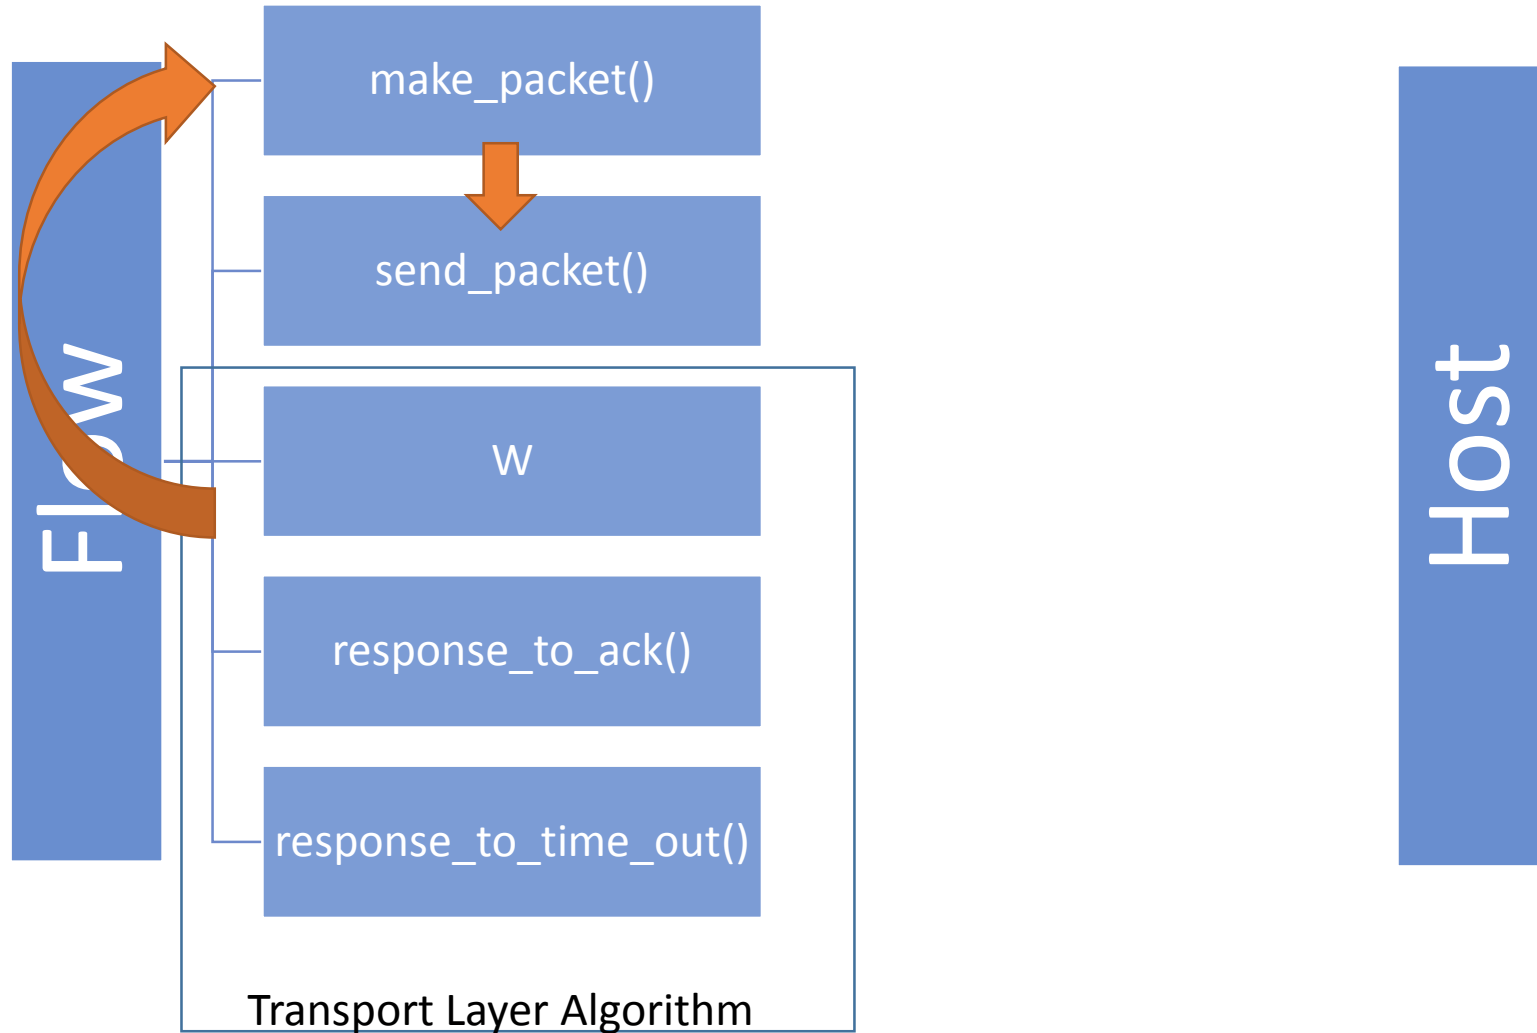 Flow
make_packet()
send_packet()
W
response_to_ack()
response_to_time_out()
Transport Layer Algorithm
Host